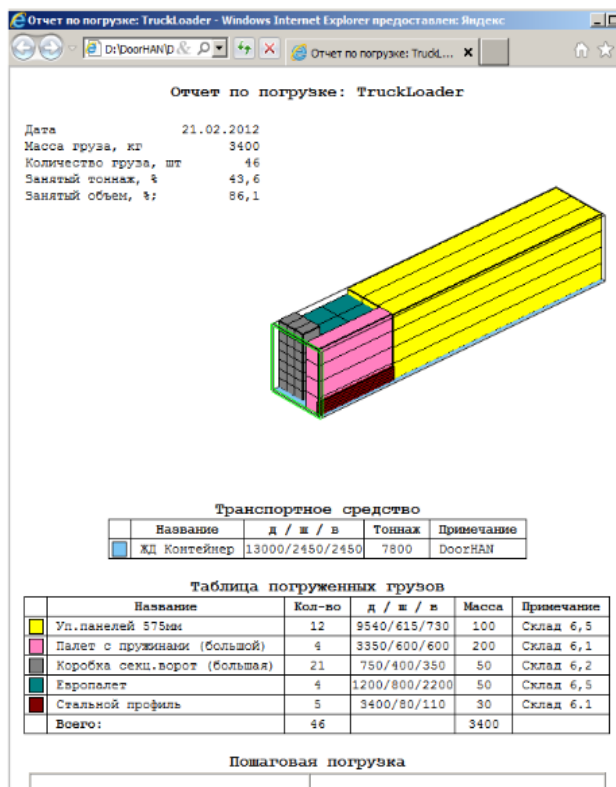 Отчет по погрузке: TruckLoader - Windows Internet Explorer предоставлен: Яндекс
D:\DoorHAN\D
Отчет по погрузке: TruckL...
Отчет по погрузке: TruckLoader
Дата 21.02.2012
Масса груза, кг 3400
Количество груза, шт 46
Занятый тоннаж, % 43,6
Занятый объем, %; 86,1
Транспортное средство
Название д / ш / в Тоннаж Примечание
ЖД Контейнер 13000/2450/2450 7800 DoorHAN
Таблица погруженных грузов
Название Кол-во д / ш / в Масса Примечание
Уп.панелей 575мм 12 9540/615/730 100 Склад 6,5
Палет с пружинами (большой) 4 3350/600/600 200 Склад 6,1
Коробка секц.ворот (большая) 21 750/400/350 50 Склад 6,2
Европалет 4 1200/800/2200 50 Склад 6,5
Стальной профиль 5 3400/80/110 30 Склад 6.1
Всего: 46 3400
Пошаговая погрузка